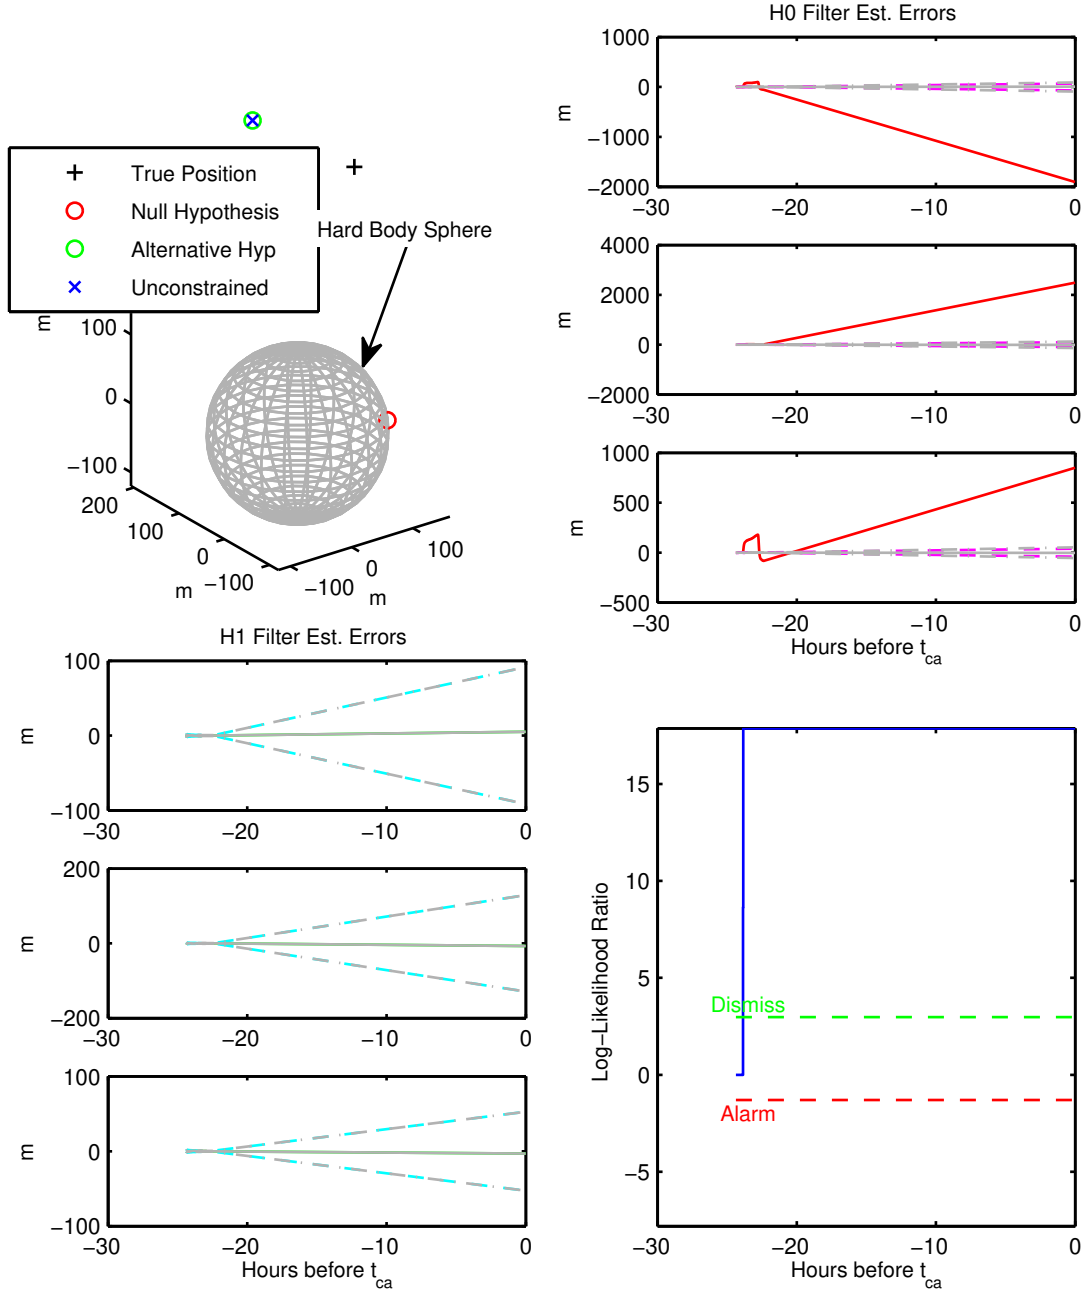 True Position
Null Hypothesis
Alternative Hyp
Unconstrained
Hard Body Sphere
m
100
0
−100
200
100
0
−100
m
−100
0
100
m
H0 Filter Est. Errors
1000
0
−1000
−2000
m
−30
−20
−10
0
4000
2000
0
−2000
m
−30
−20
−10
0
1000
500
0
−500
m
−30
−20
−10
0
Hours before tca
H1 Filter Est. Errors
100
0
−100
m
−30
−20
−10
0
200
0
−200
m
−30
−20
−10
0
100
0
−100
m
−30
−20
−10
0
Hours before tca
15
10
5
0
−5
Log−Likelihood Ratio
Dismiss
Alarm
−30
−20
−10
0
Hours before tca